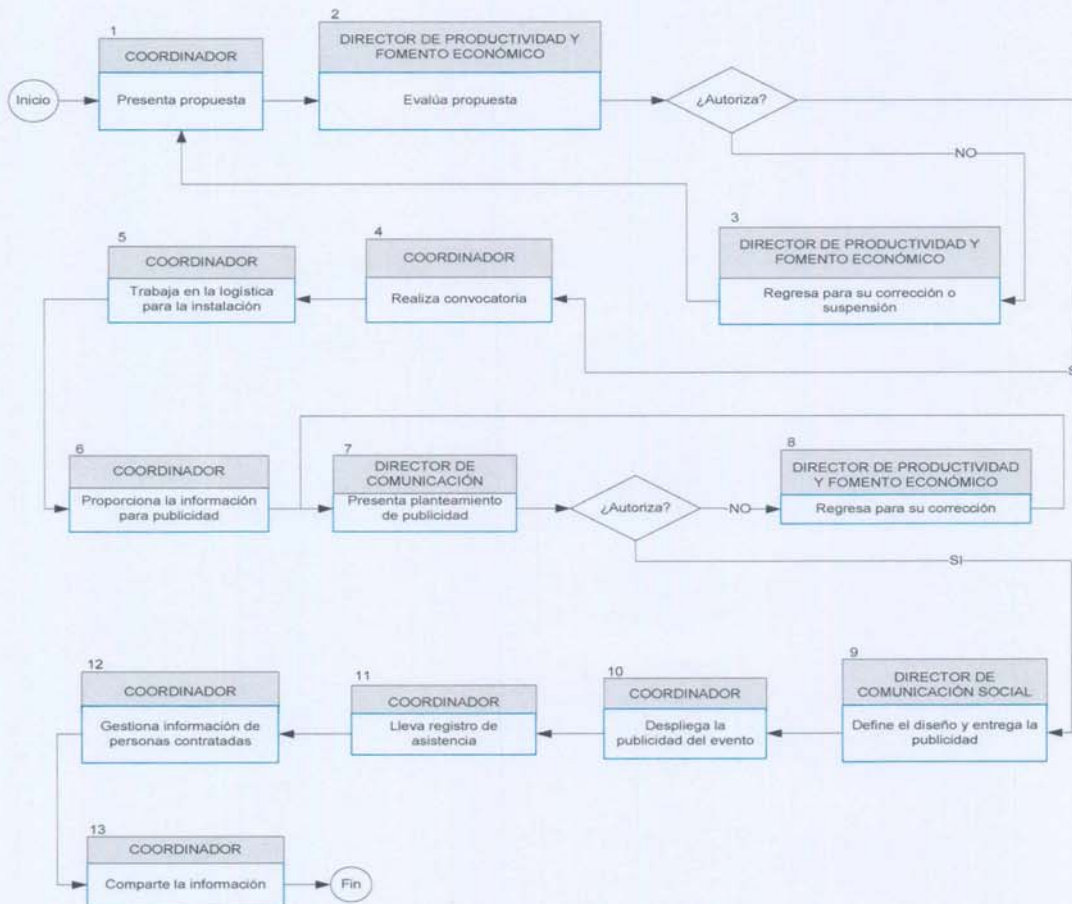 1
COORDINADOR
Inicio
Presenta propuesta
2
DIRECTOR DE PRODUCTIVIDAD Y
FOMENTO ECONÓMICO
Evalúa propuesta
¿Autoriza?
NO
3
DIRECTOR DE PRODUCTIVIDAD Y
FOMENTO ECONÓMICO
Regresa para su corrección o
suspensión
4
COORDINADOR
Realiza convocatoria
5
COORDINADOR
Trabaja en la logística
para la instalación
6
COORDINADOR
Proporciona la información
para publicidad
7
DIRECTOR DE
COMUNICACIÓN
Presenta planteamiento
de publicidad
¿Autoriza?
NO
8
DIRECTOR DE PRODUCTIVIDAD
Y FOMENTO ECONÓMICO
Regresa para su corrección
SI
9
DIRECTOR DE
COMUNICACIÓN SOCIAL
Define el diseño y entrega la
publicidad
10
COORDINADOR
Despliega la
publicidad del evento
11
COORDINADOR
Lleva registro de
asistencia
12
COORDINADOR
Gestiona información de
personas contratadas
13
COORDINADOR
Comparte la información
Fin